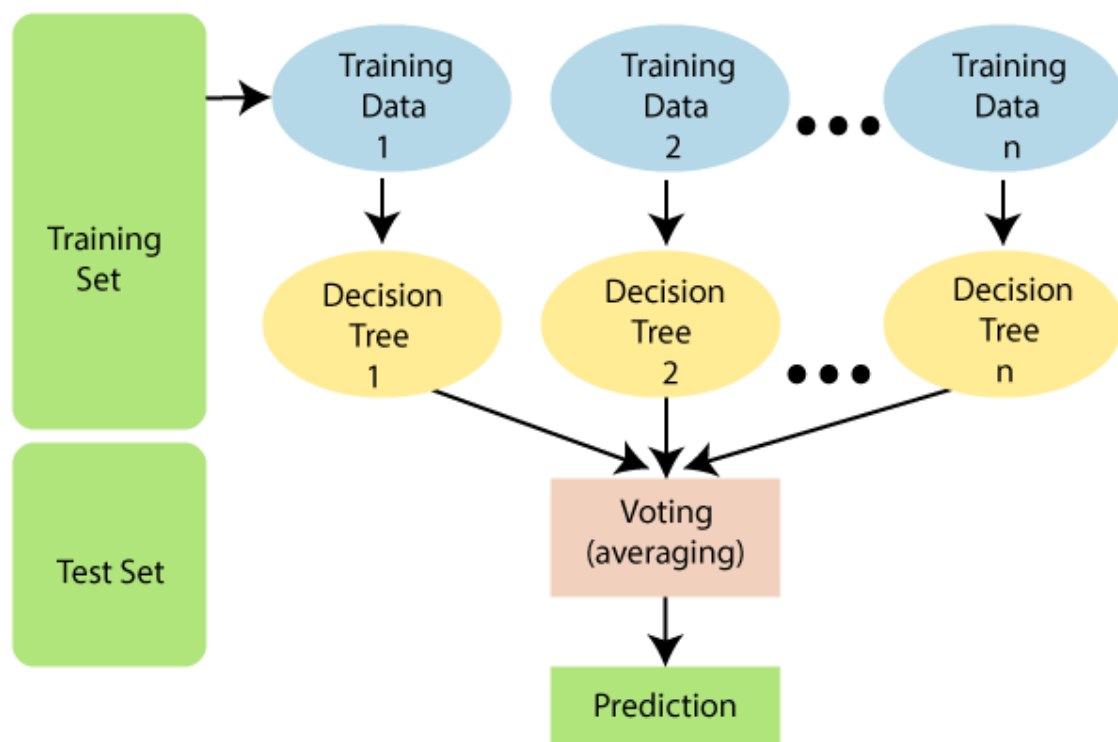 Training
Set
Test Set
Training
Data
1
Training
Data
2
Training
Data
n
Decision
Tree
1
Decision
Tree
2
Decision
Tree
n
Voting
(averaging)
Prediction